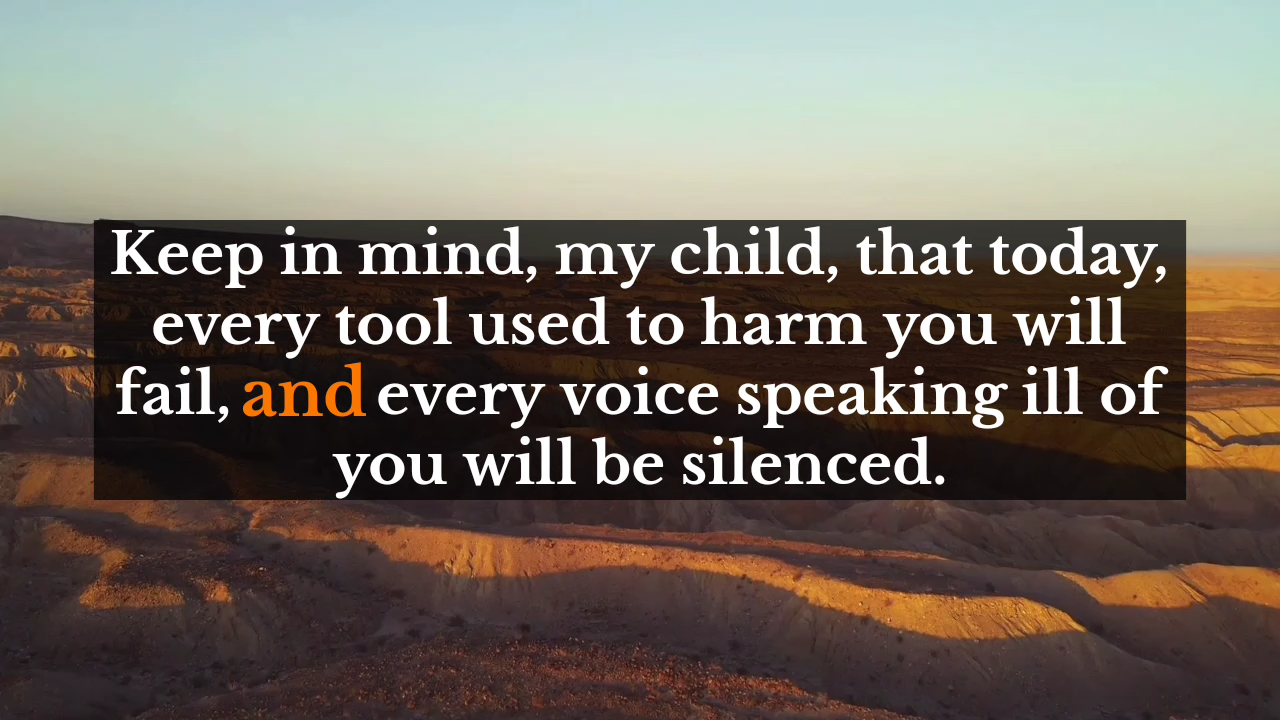 Keep in mind, my child, that today,
every tool used to harm you will
fail, and every voice speaking ill of
you will be silenced.